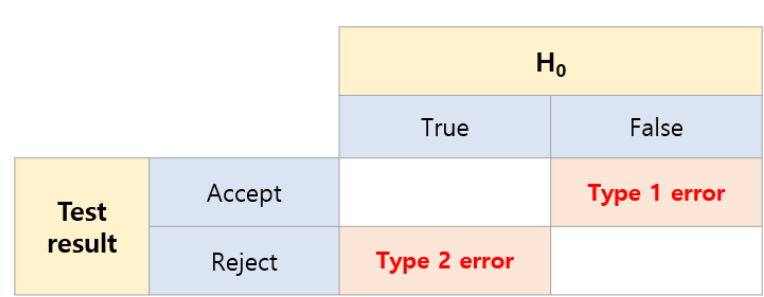 H₀
True False
Test
result
Accept Type 1 error
Reject Type 2 error